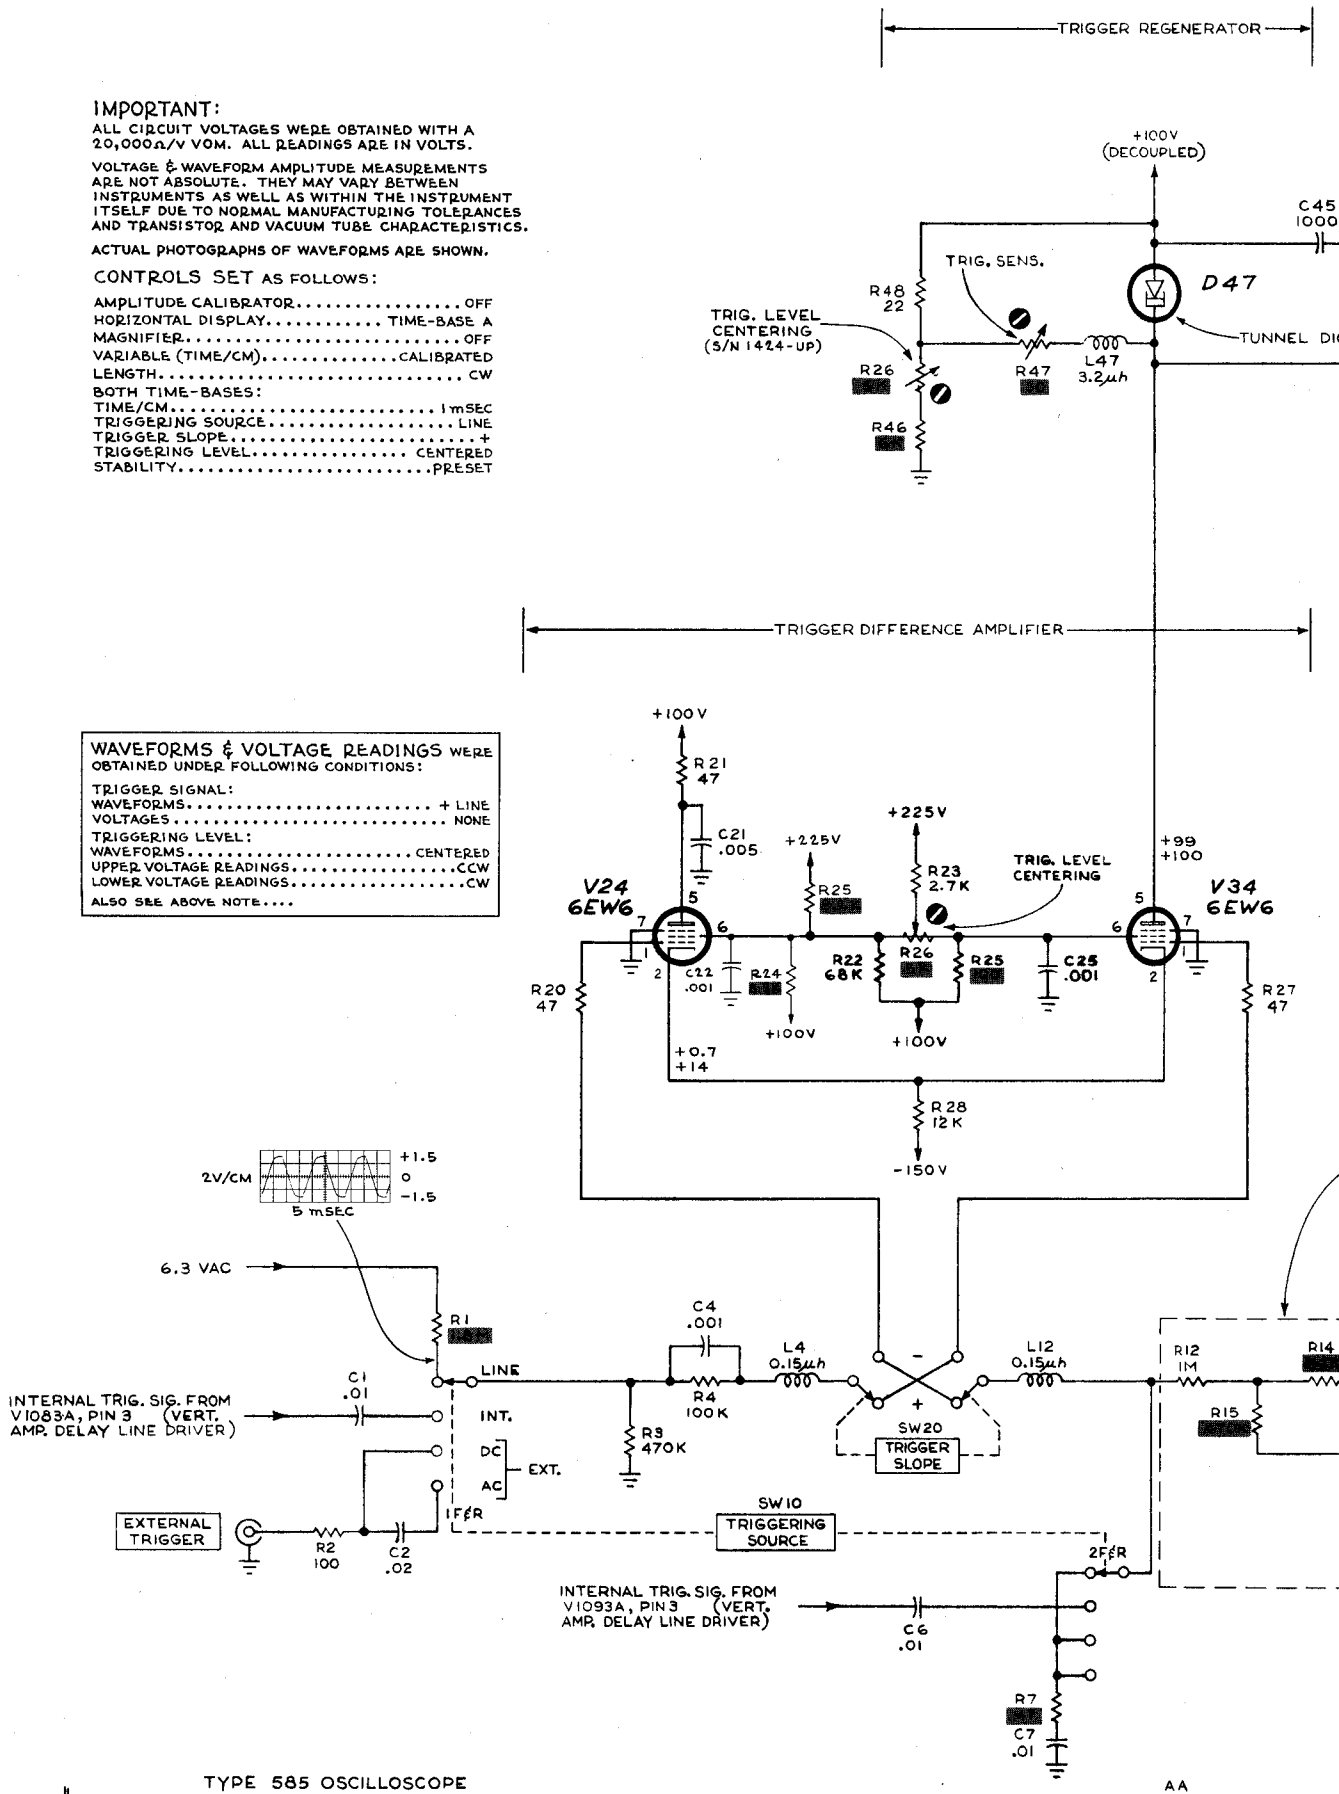 TRIGGER REGENERATOR
IMPORTANT:
ALL CIRCUIT VOLTAGES WERE OBTAINED WITH A
20,000Ω/V VOM. ALL READINGS ARE IN VOLTS.
VOLTAGE & WAVEFORM AMPLITUDE MEASUREMENTS
ARE NOT ABSOLUTE. THEY MAY VARY BETWEEN
INSTRUMENTS AS WELL AS WITHIN THE INSTRUMENT
ITSELF DUE TO NORMAL MANUFACTURING TOLERANCES
AND TRANSISTOR AND VACUUM TUBE CHARACTERISTICS.
ACTUAL PHOTOGRAPHS OF WAVEFORMS ARE SHOWN.
CONTROLS SET AS FOLLOWS:
AMPLITUDE CALIBRATOR................OFF
HORIZONTAL DISPLAY............TIME-BASE A
MAGNIFIER..........................OFF
VARIABLE (TIME/CM)..............CALIBRATED
LENGTH..............................CW
BOTH TIME-BASES:
TIME/CM..........................1mSEC
TRIGGERING SOURCE..................LINE
TRIGGER SLOPE.........................+
TRIGGERING LEVEL...............CENTERED
STABILITY........................PRESET
+100V
(DECOUPLED)
C45
1000
TRIG. SENS.
D47
R48
22
TRIG. LEVEL
CENTERING
(S/N 1424-UP)
TUNNEL DI
L47
3.2μh
R26
R47
R46
TRIGGER DIFFERENCE AMPLIFIER
WAVEFORMS & VOLTAGE READINGS WERE
OBTAINED UNDER FOLLOWING CONDITIONS:
TRIGGER SIGNAL:
WAVEFORMS........................+ LINE
VOLTAGES...........................NONE
TRIGGERING LEVEL:
WAVEFORMS......................CENTERED
UPPER VOLTAGE READINGS..............CCW
LOWER VOLTAGE READINGS...............CW
ALSO SEE ABOVE NOTE....
+100V
R21
47
C21
.005
+225V
+225V
R23
2.7K
R25
TRIG. LEVEL
CENTERING
+99
+100
V24
6EW6
V34
6EW6
5
7
6
1
2
5
6
7
1
2
C22
.001
R24
R22
68K
R26
R25
C25
.001
R20
47
R27
47
+100V
+100V
+0.7
+14
R28
12K
-150V
2V/CM
+1.5
0
-1.5
5 mSEC
6.3 VAC
R1
C4
.001
L4
0.15μh
L12
0.15μh
R12
1M
R14
LINE
-
+
C1
.01
INTERNAL TRIG. SIG. FROM
V1083A, PIN 3 (VERT.
AMP. DELAY LINE DRIVER)
INT.
R4
100K
R3
470K
SW20
TRIGGER
SLOPE
R15
DC
EXT.
AC
1F&R
EXTERNAL
TRIGGER
R2
100
C2
.02
SW10
TRIGGERING
SOURCE
2F&R
INTERNAL TRIG. SIG. FROM
V1093A, PIN 3 (VERT.
AMP. DELAY LINE DRIVER)
C6
.01
R7
C7
.01
TYPE 585 OSCILLOSCOPE
AA